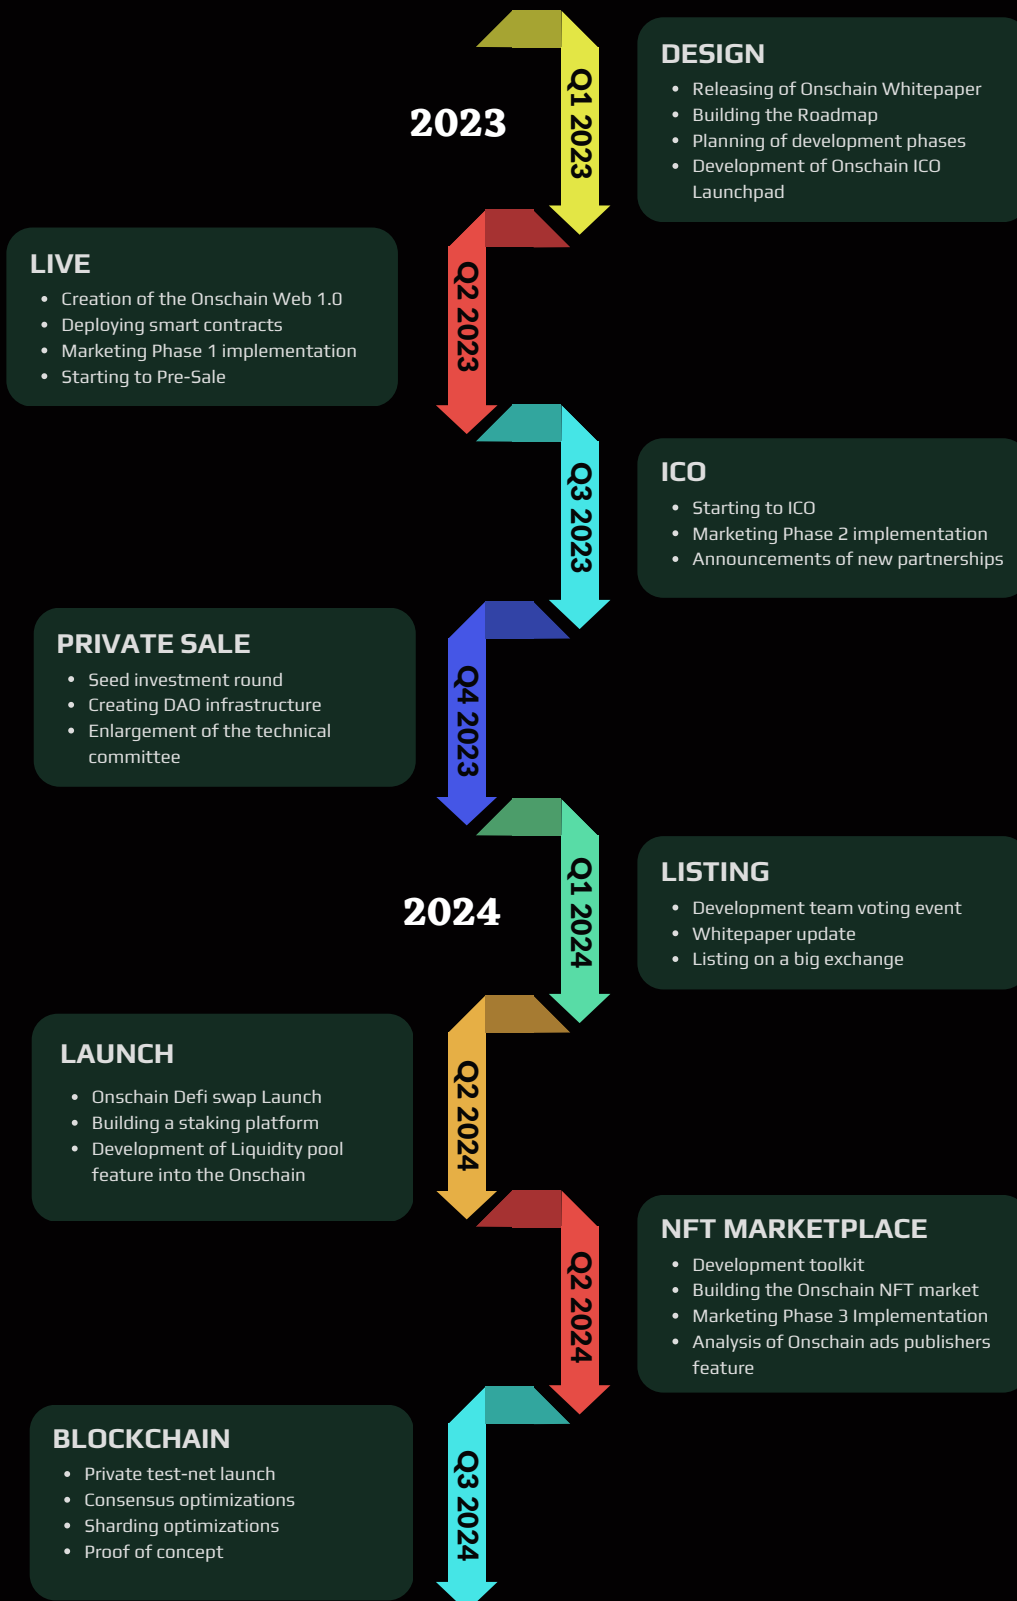 2023
Q1 2023
DESIGN
• Releasing of Onschain Whitepaper
• Building the Roadmap
• Planning of development phases
• Development of Onschain ICO
Launchpad
LIVE
• Creation of the Onschain Web 1.0
• Deploying smart contracts
• Marketing Phase 1 implementation
• Starting to Pre-Sale
Q2 2023
Q3 2023
ICO
• Starting to ICO
• Marketing Phase 2 implementation
• Announcements of new partnerships
PRIVATE SALE
• Seed investment round
• Creating DAO infrastructure
• Enlargement of the technical
committee
Q4 2023
2024
Q1 2024
LISTING
• Development team voting event
• Whitepaper update
• Listing on a big exchange
LAUNCH
• Onschain Defi swap Launch
• Building a staking platform
• Development of Liquidity pool
feature into the Onschain
Q2 2024
Q2 2024
NFT MARKETPLACE
• Development toolkit
• Building the Onschain NFT market
• Marketing Phase 3 Implementation
• Analysis of Onschain ads publishers
feature
BLOCKCHAIN
• Private test-net launch
• Consensus optimizations
• Sharding optimizations
• Proof of concept
Q3 2024